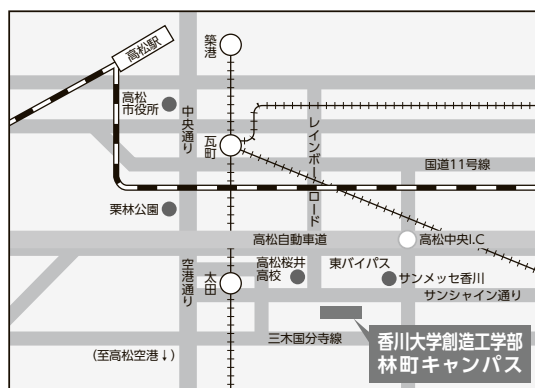 高松駅
築港
高松
市役所
中央通り
瓦町
レインボーロード
国道11号線
栗林公園
高松自動車道
高松中央I.C
空港通り
太田
高松桜井
高校
東バイパス
サンメッセ香川
サンシャイン通り
三木国分寺線
香川大学創造工学部
林町キャンパス
(至高松空港↓)